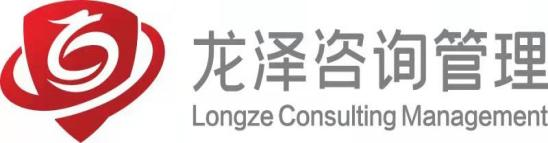 龙泽咨询管理
Longze Consulting Management